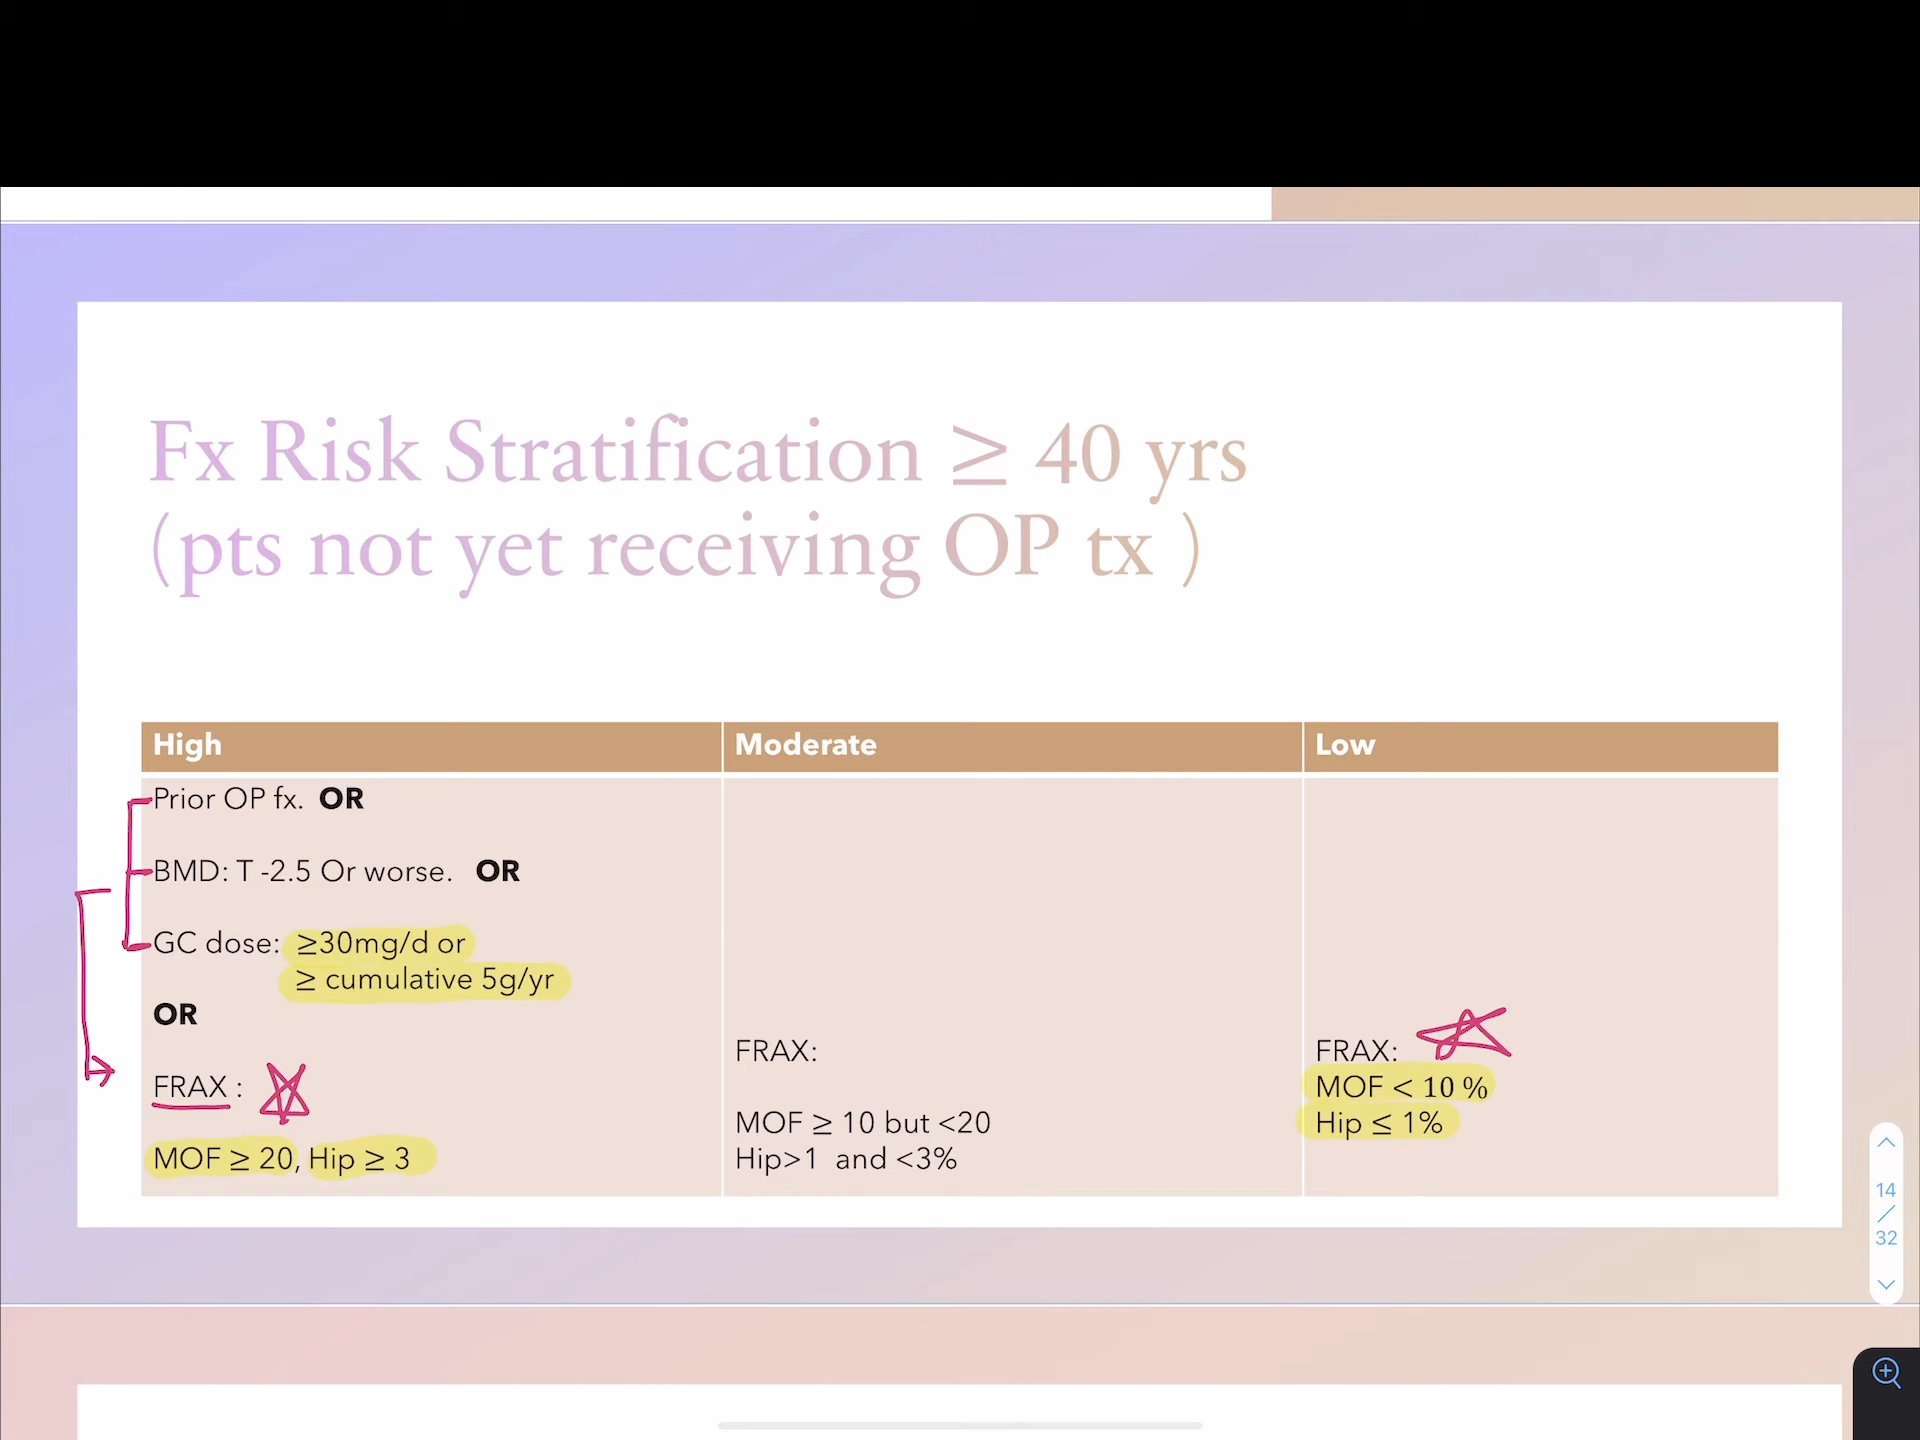 Fx Risk Stratification ≥ 40 yrs
(pts not yet receiving OP tx )
High
Prior OP fx. OR
BMD: T -2.5 Or worse. OR
GC dose: ≥30mg/d or
≥ cumulative 5g/yr
OR
FRAX :
MOF ≥ 20, Hip ≥ 3
Moderate
FRAX:
MOF ≥ 10 but <20
Hip>1 and <3%
Low
FRAX:
MOF < 10 %
Hip ≤ 1%
14
/
32